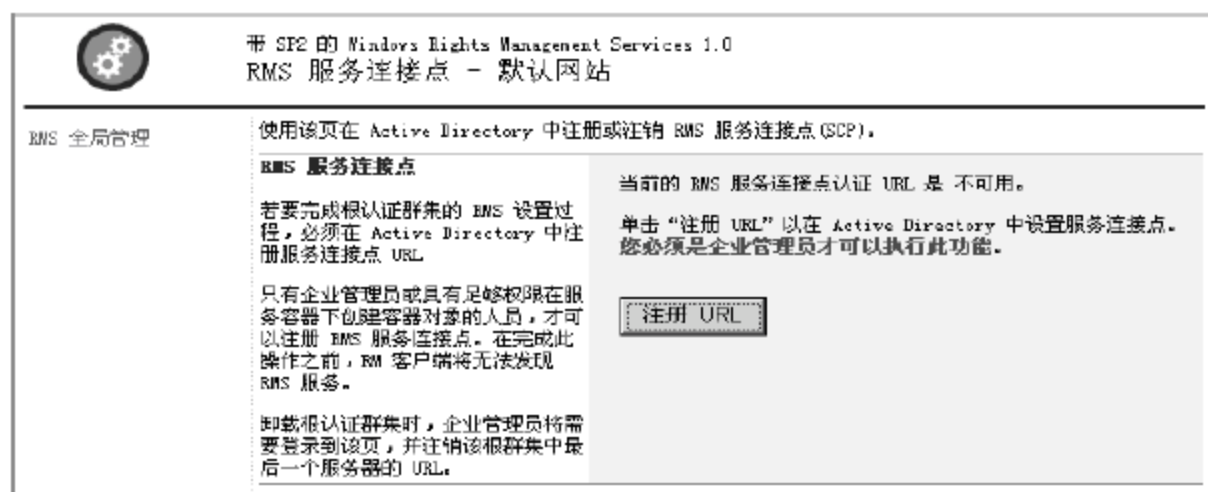 带 SP2 的 Windows Rights Management Services 1.0
RMS 服务连接点 - 默认网站
RMS 全局管理
使用该页在 Active Directory 中注册或注销 RMS 服务连接点(SCP)。
RMS 服务连接点
若要完成根认证群集的 RMS 设置过
程，必须在 Active Directory 中注
册服务连接点 URL
只有企业管理员或具有足够权限在服
务容器下创建容器对象的人员，才可
以注册 RMS 服务连接点。在完成此
操作之前，RM 客户端将无法发现
RMS 服务。
卸载根认证群集时，企业管理员将需
要登录到该页，并注销该根群集中最
后一个服务器的 URL。
当前的 RMS 服务连接点认证 URL 是 不可用。
单击“注册 URL”以在 Active Directory 中设置服务连接点。
您必须是企业管理员才可以执行此功能。
注册 URL